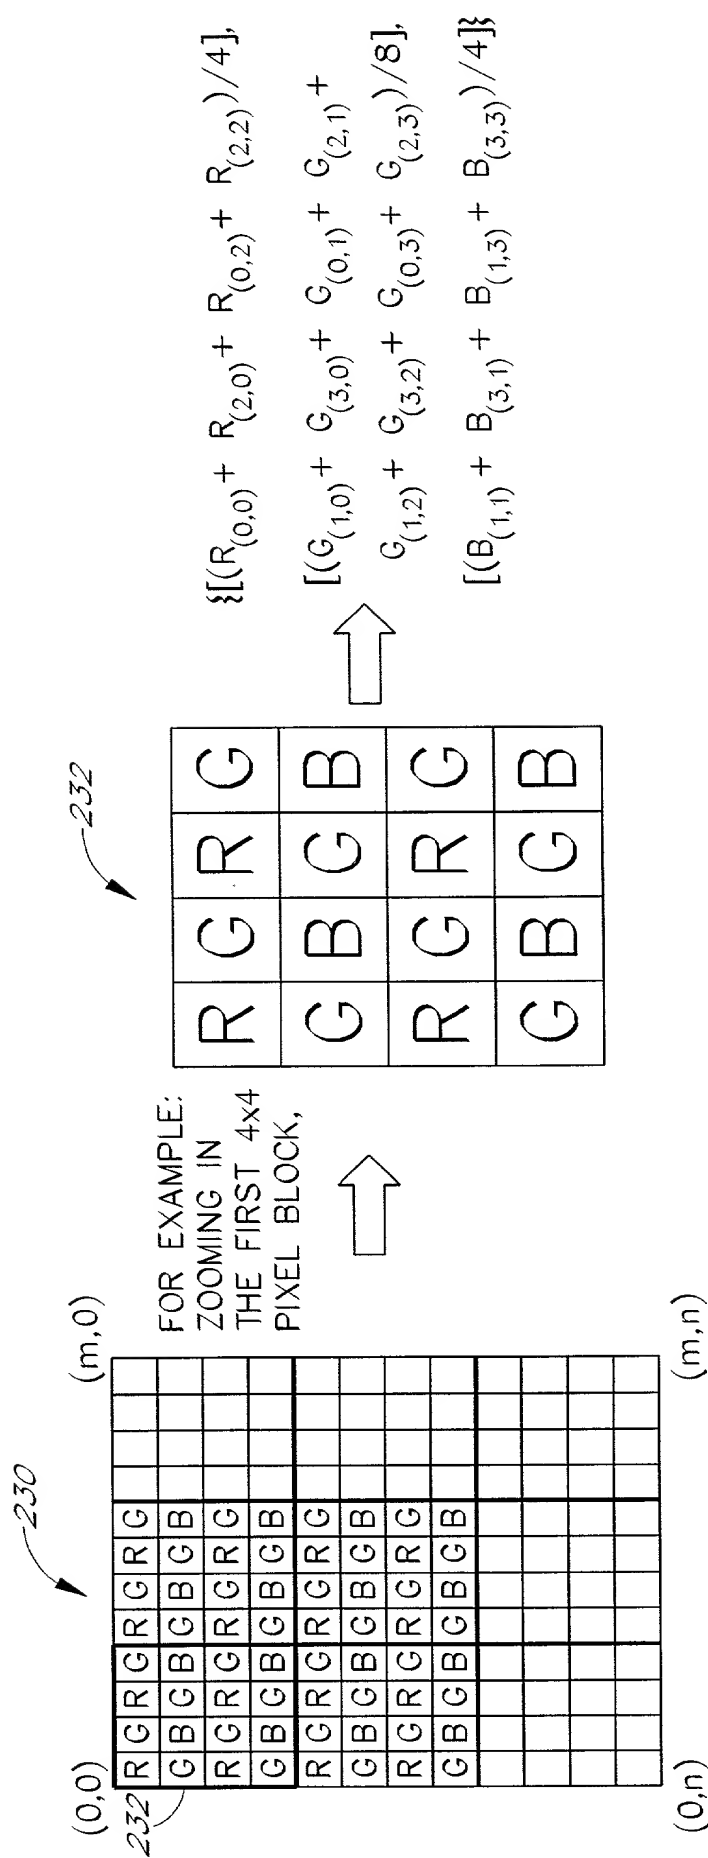 230
(0,0)
(m,0)
232
R G R G R G R G
G B G B G B G B
R G R G R G R G
G B G B G B G B
R G R G R G R G
G B G B G B G B
R G R G R G R G
G B G B G B G B
(0,n)
(m,n)
FOR EXAMPLE:
ZOOMING IN
THE FIRST 4x4
PIXEL BLOCK,
232
R G R G
G B G B
R G R G
G B G B
{[(R(0,0)+ R(2,0)+ R(0,2)+ R(2,2))/4],
[(G(1,0)+ G(3,0)+ G(0,1)+ G(2,1)+
G(1,2)+ G(3,2)+ G(0,3)+ G(2,3))/8],
[(B(1,1)+ B(3,1)+ B(1,3)+ B(3,3))/4]}